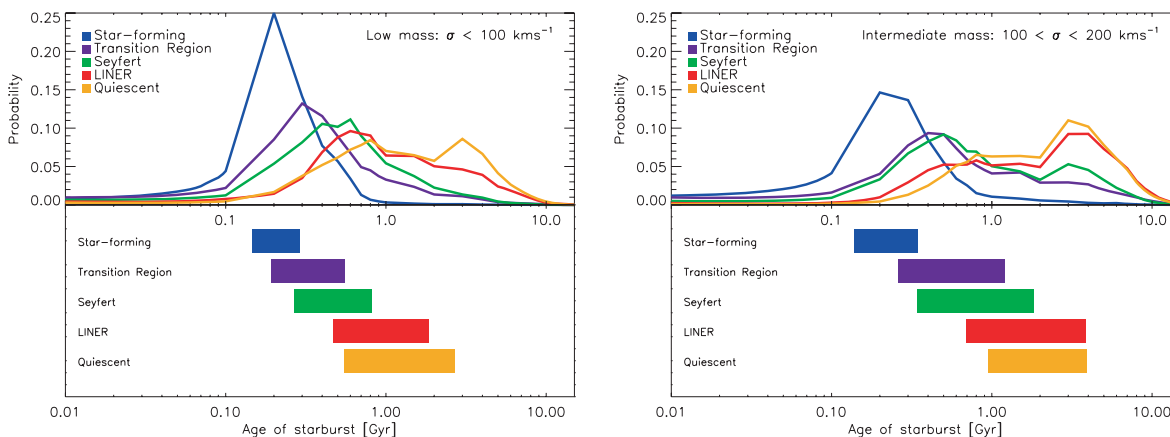 0.25
0.20
0.15
0.10
0.05
0.00
Probability
Star-forming
Transition Region
Seyfert
LINER
Quiescent
Low mass: σ < 100 kms⁻¹
0.1
1.0
10.0
Star-forming
Transition Region
Seyfert
LINER
Quiescent
0.01
0.10
1.00
10.00
Age of starburst [Gyr]
0.25
0.20
0.15
0.10
0.05
0.00
Probability
Star-forming
Transition Region
Seyfert
LINER
Quiescent
Intermediate mass: 100 < σ < 200 kms⁻¹
0.1
1.0
10.0
Star-forming
Transition Region
Seyfert
LINER
Quiescent
0.01
0.10
1.00
10.00
Age of starburst [Gyr]